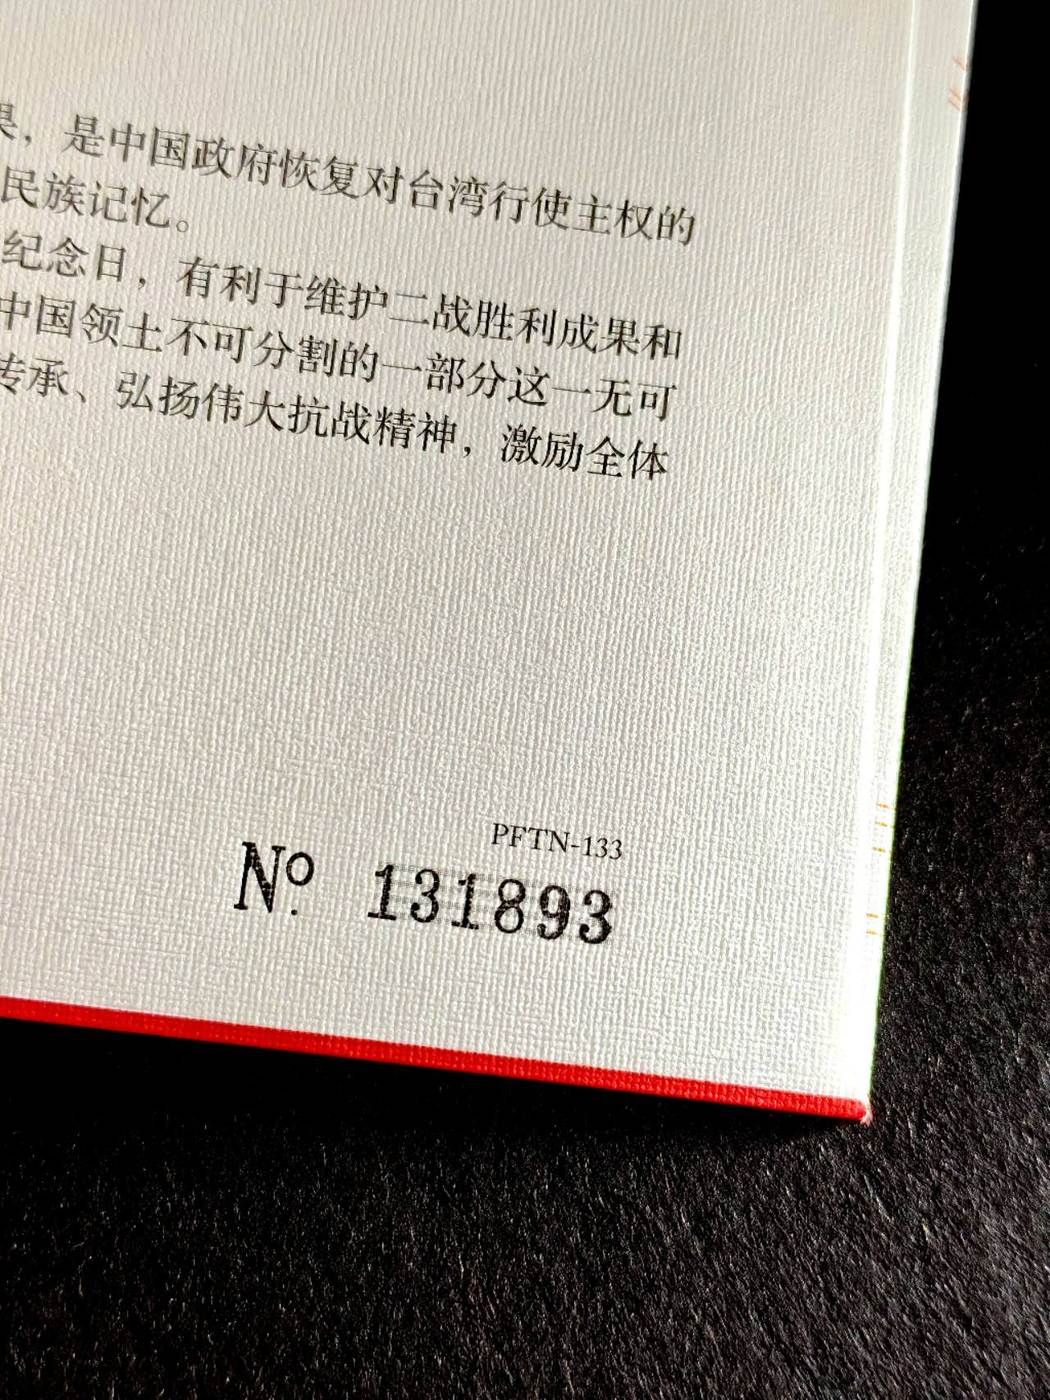 果，是中国政府恢复对台湾行使主权的
民族记忆。
纪念日，有利于维护二战胜利成果和
中国领土不可分割的一部分这一无可
传承、弘扬伟大抗战精神，激励全体
PFTN-133
Nº. 131893